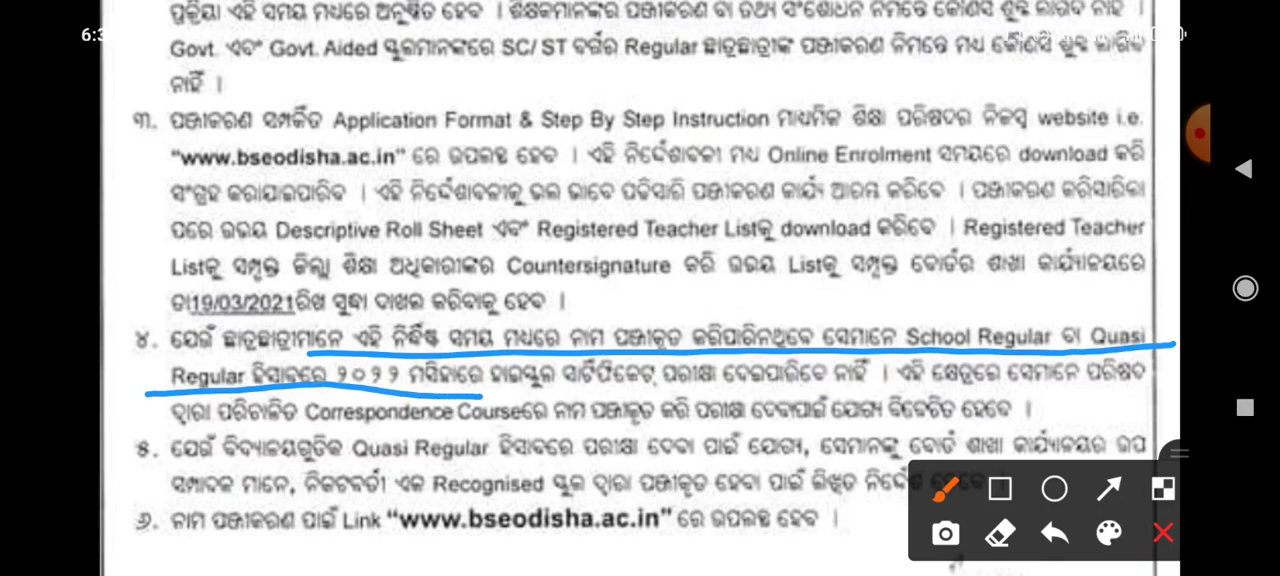 ପ୍ରକ୍ରିୟା ଏହି ସମୟ ମଧ୍ୟରେ ଅନୁଷ୍ଠିତ ହେବ । ଶିକ୍ଷକମାନଙ୍କର ପଞ୍ଜୀକରଣ ବା ତଥ୍ୟ ସଂଶୋଧନ ନିମନ୍ତେ କୌଣସି ଶୁଳ୍କ ଲାଗିବ ନାହିଁ ।
6:3
Govt. ଏବଂ Govt. Aided ସ୍କୁଲମାନଙ୍କରେ SC/ ST ବର୍ଗର Regular ଛାତ୍ରଛାତ୍ରୀଙ୍କ ପଞ୍ଜୀକରଣ ନିମନ୍ତେ ମଧ୍ୟ କୌଣସି ଶୁଳ୍କ ଲାଗିବ
ନାହିଁ ।
୩. ପଞ୍ଜୀକରଣ ସମ୍ପର୍କିତ Application Format & Step By Step Instruction ମାଧ୍ୟମିକ ଶିକ୍ଷା ପରିଷଦର ନିଜସ୍ୱ website i.e.
“www.bseodisha.ac.in” ରେ ଉପଲବ୍ଧ ହେବ । ଏହି ନିର୍ଦ୍ଦେଶାବଳୀ ମଧ୍ୟ Online Enrolment ସମୟରେ download କରି
ସଂଗ୍ରହ କରାଯାଇପାରିବ । ଏହି ନିର୍ଦ୍ଦେଶାବଳୀକୁ ଭଲ ଭାବେ ପଢିସାରି ପଞ୍ଜୀକରଣ କାର୍ଯ୍ୟ ଆରମ୍ଭ କରିବେ । ପଞ୍ଜୀକରଣ କରିସାରିବା
ପରେ ଉଭୟ Descriptive Roll Sheet ଏବଂ Registered Teacher Listକୁ download କରିବେ । Registered Teacher
Listକୁ ସମ୍ପୃକ୍ତ ଜିଲ୍ଲା ଶିକ୍ଷା ଅଧିକାରୀଙ୍କର Countersignature କରି ଉଭୟ Listକୁ ସମ୍ପୃକ୍ତ ବୋର୍ଡର ଶାଖା କାର୍ଯ୍ୟାଳୟରେ
ତା19/03/2021ରିଖ ସୁଦ୍ଧା ଦାଖଲ କରିବାକୁ ହେବ ।
୪. ଯେଉଁ ଛାତ୍ରଛାତ୍ରୀମାନେ ଏହି ନିର୍ଦ୍ଧିଷ୍ଟ ସମୟ ମଧ୍ୟରେ ନାମ ପଞ୍ଜୀକୃତ କରିପାରିନଥିବେ ସେମାନେ School Regular ବା Quasi
Regular ହିସାବରେ ୨୦୨୨ ମସିହାରେ ହାଇସ୍କୁଲ ସାର୍ଟିଫିକେଟ୍ ପରୀକ୍ଷା ଦେଇପାରିବେ ନାହିଁ । ଏହି କ୍ଷେତ୍ରରେ ସେମାନେ ପରିଷଦ
ଦ୍ୱାରା ପରିଚାଳିତ Correspondence Courseରେ ନାମ ପଞ୍ଜୀକୃତ କରି ପରୀକ୍ଷା ଦେବାପାଇଁ ଯୋଗ୍ୟ ବିବେଚିତ ହେବେ ।
୫. ଯେଉଁ ବିଦ୍ୟାଳୟଗୁଡିକ Quasi Regular ହିସାବରେ ପରୀକ୍ଷା ଦେବା ପାଇଁ ଯୋଗ୍ୟ, ସେମାନଙ୍କୁ ବୋର୍ଡ ଶାଖା କାର୍ଯ୍ୟାଳୟର ଉପ
ସମ୍ପାଦକ ମାନେ, ନିକଟବର୍ତୀ ଏକ Recognised ସ୍କୁଲ ଦ୍ୱାରା ପଞ୍ଜୀକୃତ ହେବା ପାଇଁ ଲିଖିତ ନିର୍ଦେଶ ଦେବେ ।
୬. ନାମ ପଞ୍ଜୀକରଣ ପାଇଁ Link “www.bseodisha.ac.in” ରେ ଉପଲବ୍ଧ ହେବ ।